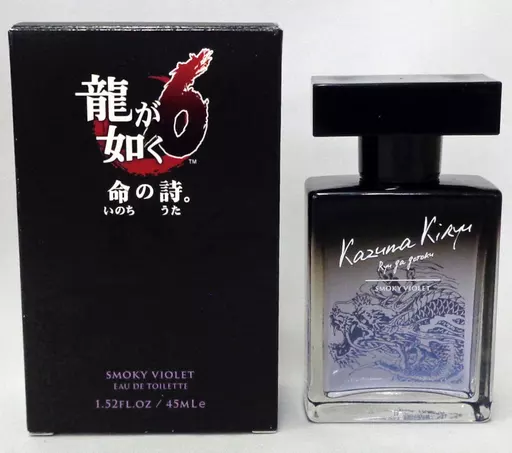 龍が
如く6
TM
命の詩。
いのち うた
SMOKY VIOLET
EAU DE TOILETTE
1.52FL.OZ / 45MLe
Kazuma Kiryu
Ryu ga gotoku
SMOKY VIOLET